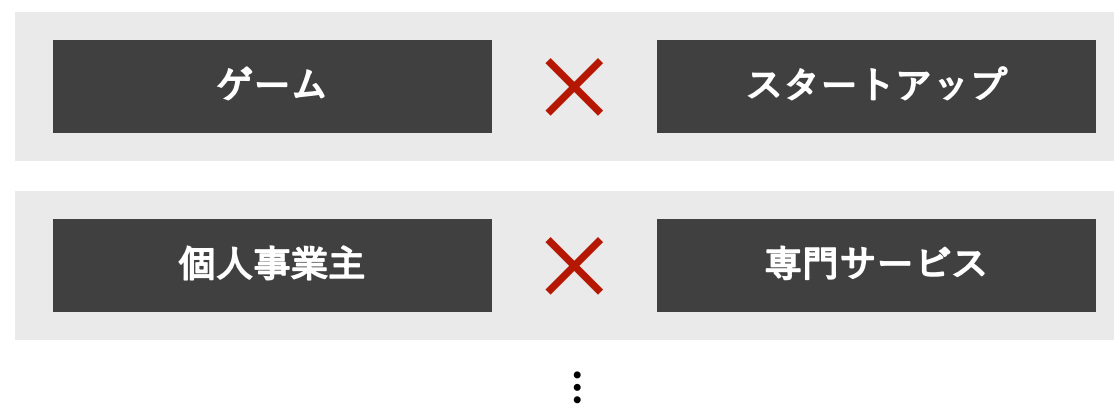 ゲーム × スタートアップ
個人事業主 × 専門サービス
⋮